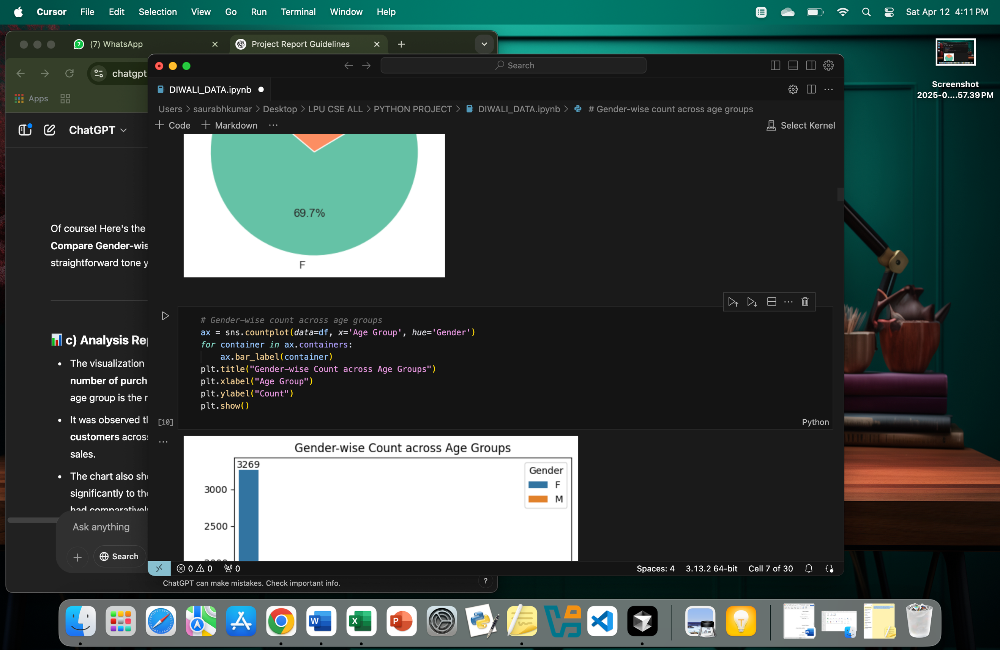 Cursor File Edit Selection View Go Run Terminal Window Help
Sat Apr 12 4:11 PM
7 (7) WhatsApp
Project Report Guidelines
chatgpt
Apps
ChatGPT
Of course! Here's the
Compare Gender-wis
straightforward tone y
c) Analysis Re
The visualization
number of purch
age group is the
It was observed
customers across
sales.
The chart also sh
significantly to the
had comparatively
Ask anything
Search
ChatGPT can make mistakes. Check important info.
?
Search
DIWALI_DATA.ipynb
Users > saurabhkumar > Desktop > LPU CSE ALL > PYTHON PROJECT > DIWALI_DATA.ipynb > # Gender-wise count across age groups
+ Code + Markdown ...
Select Kernel
69.7%
F
# Gender-wise count across age groups
ax = sns.countplot(data=df, x='Age Group', hue='Gender')
for container in ax.containers:
ax.bar_label(container)
plt.title("Gender-wise Count across Age Groups")
plt.xlabel("Age Group")
plt.ylabel("Count")
plt.show()
[10]
Python
Gender-wise Count across Age Groups
3269
Gender
F
M
3000
2500
0 0 0
Spaces: 4 3.13.2 64-bit Cell 7 of 30
Screenshot
2025-0....57.39 PM
W
X
P
T